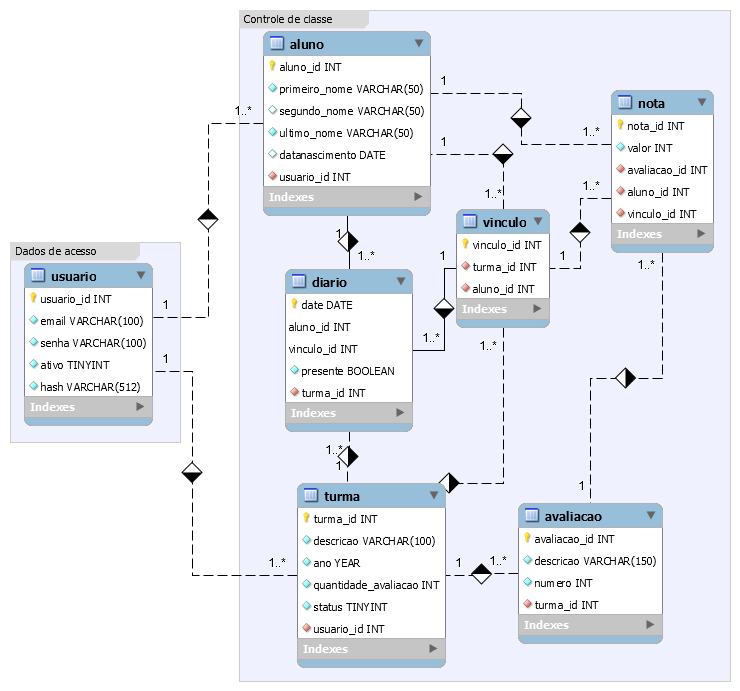 Controle de classe
aluno
aluno_id INT
primeiro_nome VARCHAR(50)
segundo_nome VARCHAR(50)
ultimo_nome VARCHAR(50)
datanascimento DATE
usuario_id INT
Indexes
1
1..*
1
1..*
1..*
1
1..*
nota
nota_id INT
valor INT
avaliacao_id INT
aluno_id INT
vinculo_id INT
Indexes
1..*
1..*
Dados de acesso
usuario
usuario_id INT
email VARCHAR(100)
senha VARCHAR(100)
ativo TINYINT
hash VARCHAR(512)
Indexes
1
1
diario
date DATE
aluno_id INT
vinculo_id INT
presente BOOLEAN
turma_id INT
Indexes
1
1..*
1..*
1
vinculo
vinculo_id INT
turma_id INT
aluno_id INT
Indexes
1
1..*
turma
turma_id INT
descricao VARCHAR(100)
ano YEAR
quantidade_avaliacao INT
status TINYINT
usuario_id INT
Indexes
1..*
1
1..*
1
avaliacao
avaliacao_id INT
descricao VARCHAR(150)
numero INT
turma_id INT
Indexes